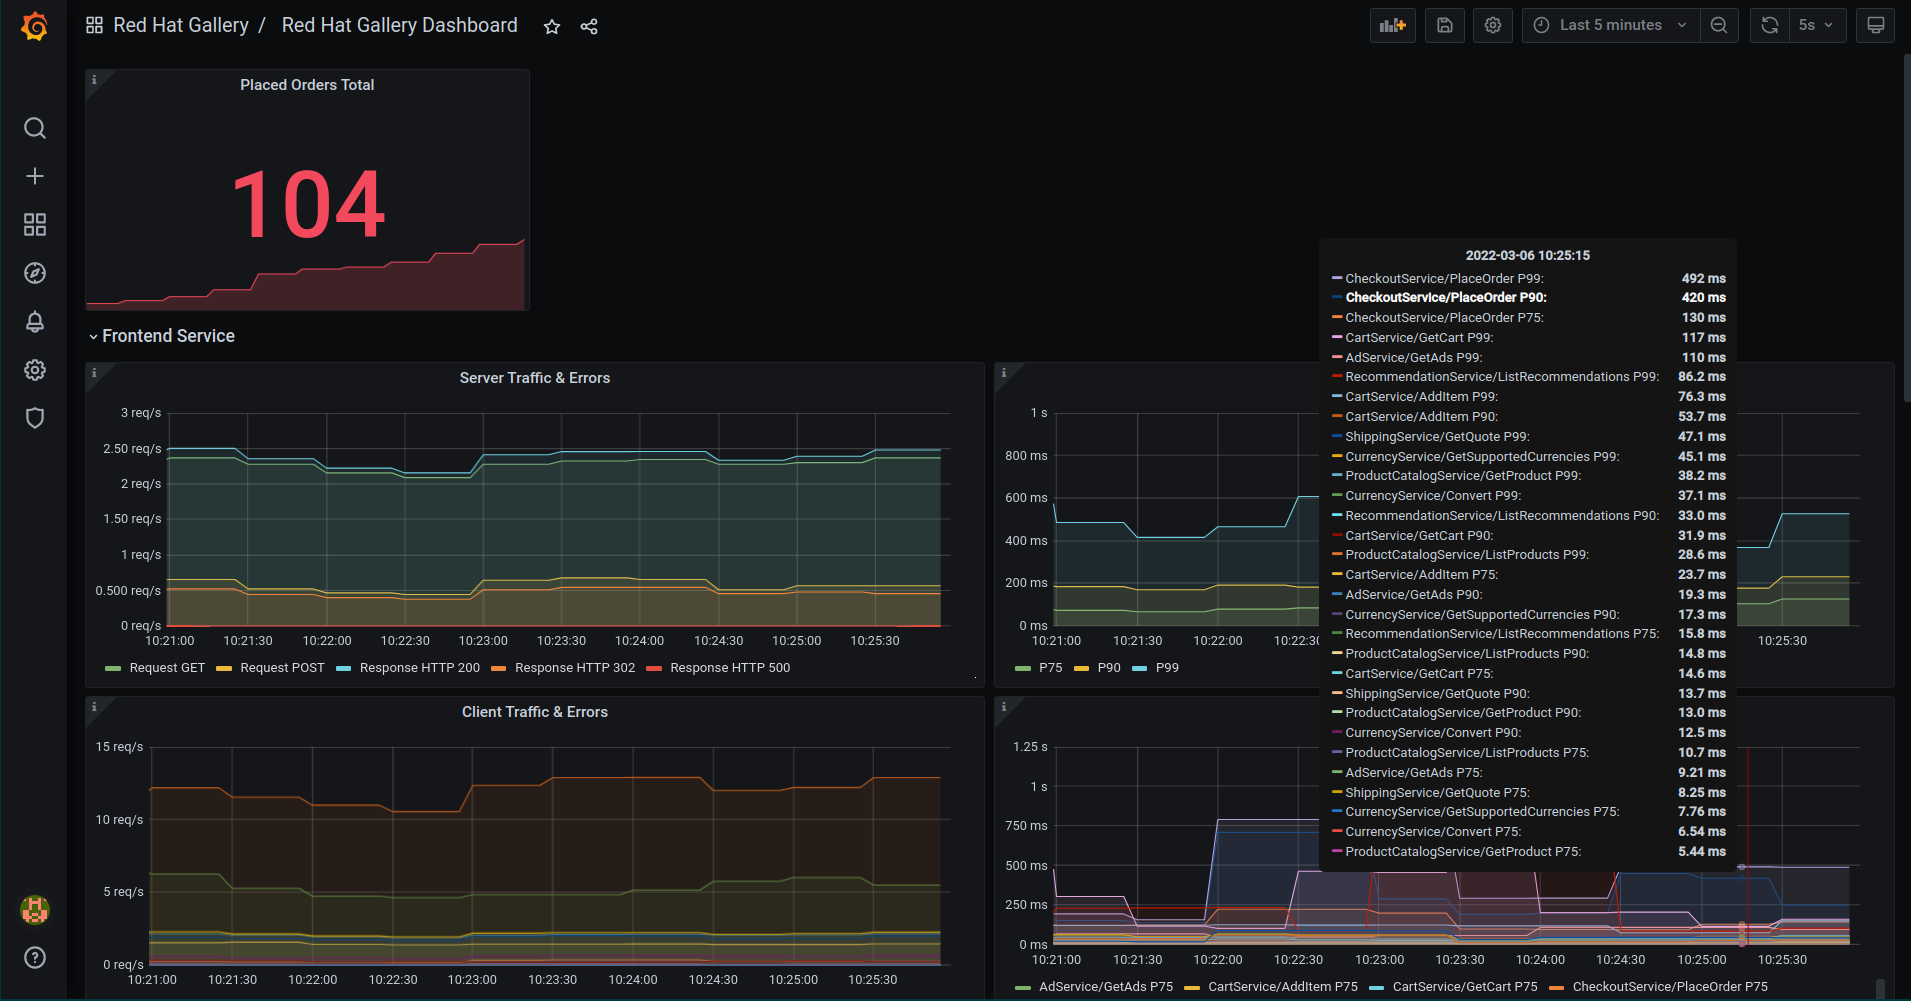 Red Hat Gallery / Red Hat Gallery Dashboard
Last 5 minutes
5s
i
Placed Orders Total
104
Frontend Service
i
Server Traffic & Errors
3 req/s
2.50 req/s
2 req/s
1.50 req/s
1 req/s
0.500 req/s
0 req/s
10:21:00 10:21:30 10:22:00 10:22:30 10:23:00 10:23:30 10:24:00 10:24:30 10:25:00 10:25:30
Request GET Request POST Response HTTP 200 Response HTTP 302 Response HTTP 500
i
1 s
800 ms
600 ms
400 ms
200 ms
0 ms
10:21:00 10:21:30 10:22:00 10:22:30 10:25:30
P75 P90 P99
2022-03-06 10:25:15
CheckoutService/PlaceOrder P99: 492 ms
CheckoutService/PlaceOrder P90: 420 ms
CheckoutService/PlaceOrder P75: 130 ms
CartService/GetCart P99: 117 ms
AdService/GetAds P99: 110 ms
RecommendationService/ListRecommendations P99: 86.2 ms
CartService/AddItem P99: 76.3 ms
CartService/AddItem P90: 53.7 ms
ShippingService/GetQuote P99: 47.1 ms
CurrencyService/GetSupportedCurrencies P99: 45.1 ms
ProductCatalogService/GetProduct P99: 38.2 ms
CurrencyService/Convert P99: 37.1 ms
RecommendationService/ListRecommendations P90: 33.0 ms
CartService/GetCart P90: 31.9 ms
ProductCatalogService/ListProducts P99: 28.6 ms
CartService/AddItem P75: 23.7 ms
AdService/GetAds P90: 19.3 ms
CurrencyService/GetSupportedCurrencies P90: 17.3 ms
RecommendationService/ListRecommendations P75: 15.8 ms
ProductCatalogService/ListProducts P90: 14.8 ms
CartService/GetCart P75: 14.6 ms
ShippingService/GetQuote P90: 13.7 ms
ProductCatalogService/GetProduct P90: 13.0 ms
CurrencyService/Convert P90: 12.5 ms
ProductCatalogService/ListProducts P75: 10.7 ms
AdService/GetAds P75: 9.21 ms
ShippingService/GetQuote P75: 8.25 ms
CurrencyService/GetSupportedCurrencies P75: 7.76 ms
CurrencyService/Convert P75: 6.54 ms
ProductCatalogService/GetProduct P75: 5.44 ms
i
Client Traffic & Errors
15 req/s
10 req/s
5 req/s
0 req/s
10:21:00 10:21:30 10:22:00 10:22:30 10:23:00 10:23:30 10:24:00 10:24:30 10:25:00 10:25:30
i
1.25 s
1 s
750 ms
500 ms
250 ms
0 ms
10:21:00 10:21:30 10:22:00 10:22:30 10:23:00 10:23:30 10:24:00 10:24:30 10:25:00 10:25:30
AdService/GetAds P75 CartService/AddItem P75 CartService/GetCart P75 CheckoutService/PlaceOrder P75